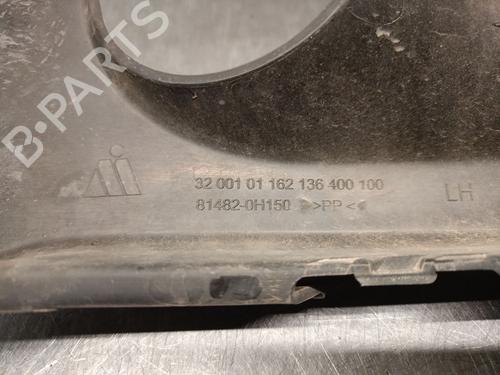 B-PARTS
32 001 01 162 136 400 100
81482-0H150 >>PP<<
LH